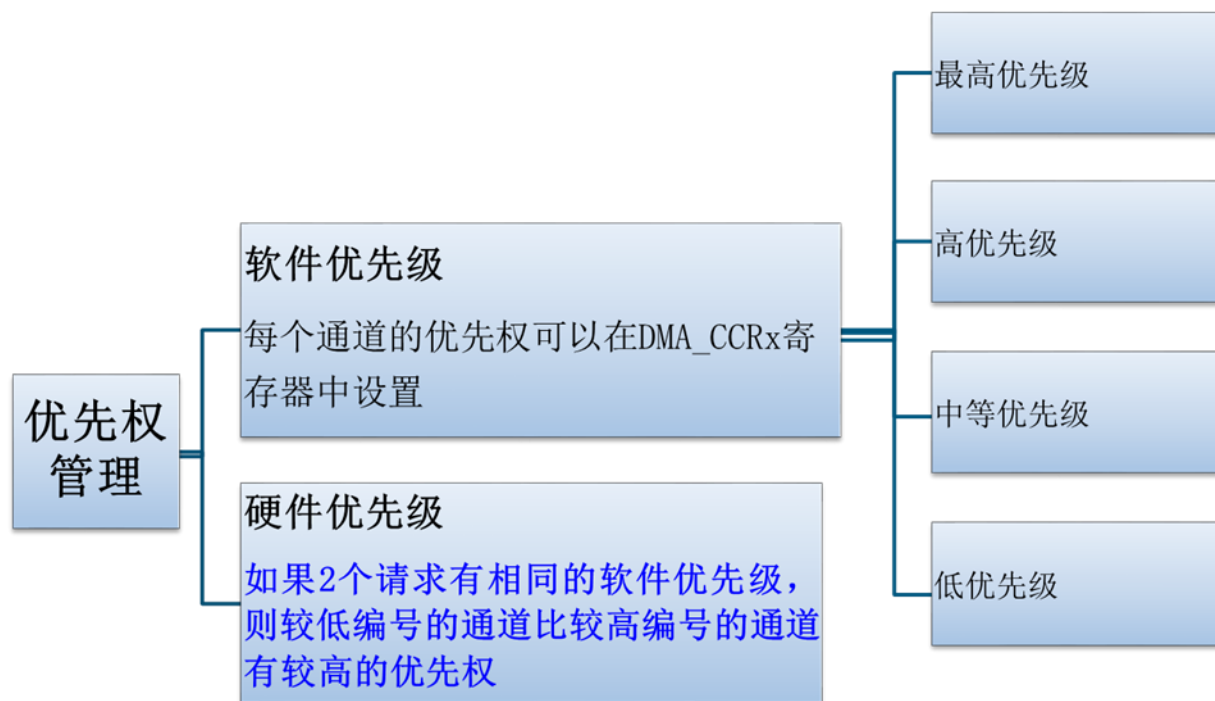 优先权
管理
软件优先级
每个通道的优先权可以在DMA_CCRx寄
存器中设置
硬件优先级
如果2个请求有相同的软件优先级，
则较低编号的通道比较高编号的通道
有较高的优先权
最高优先级
高优先级
中等优先级
低优先级